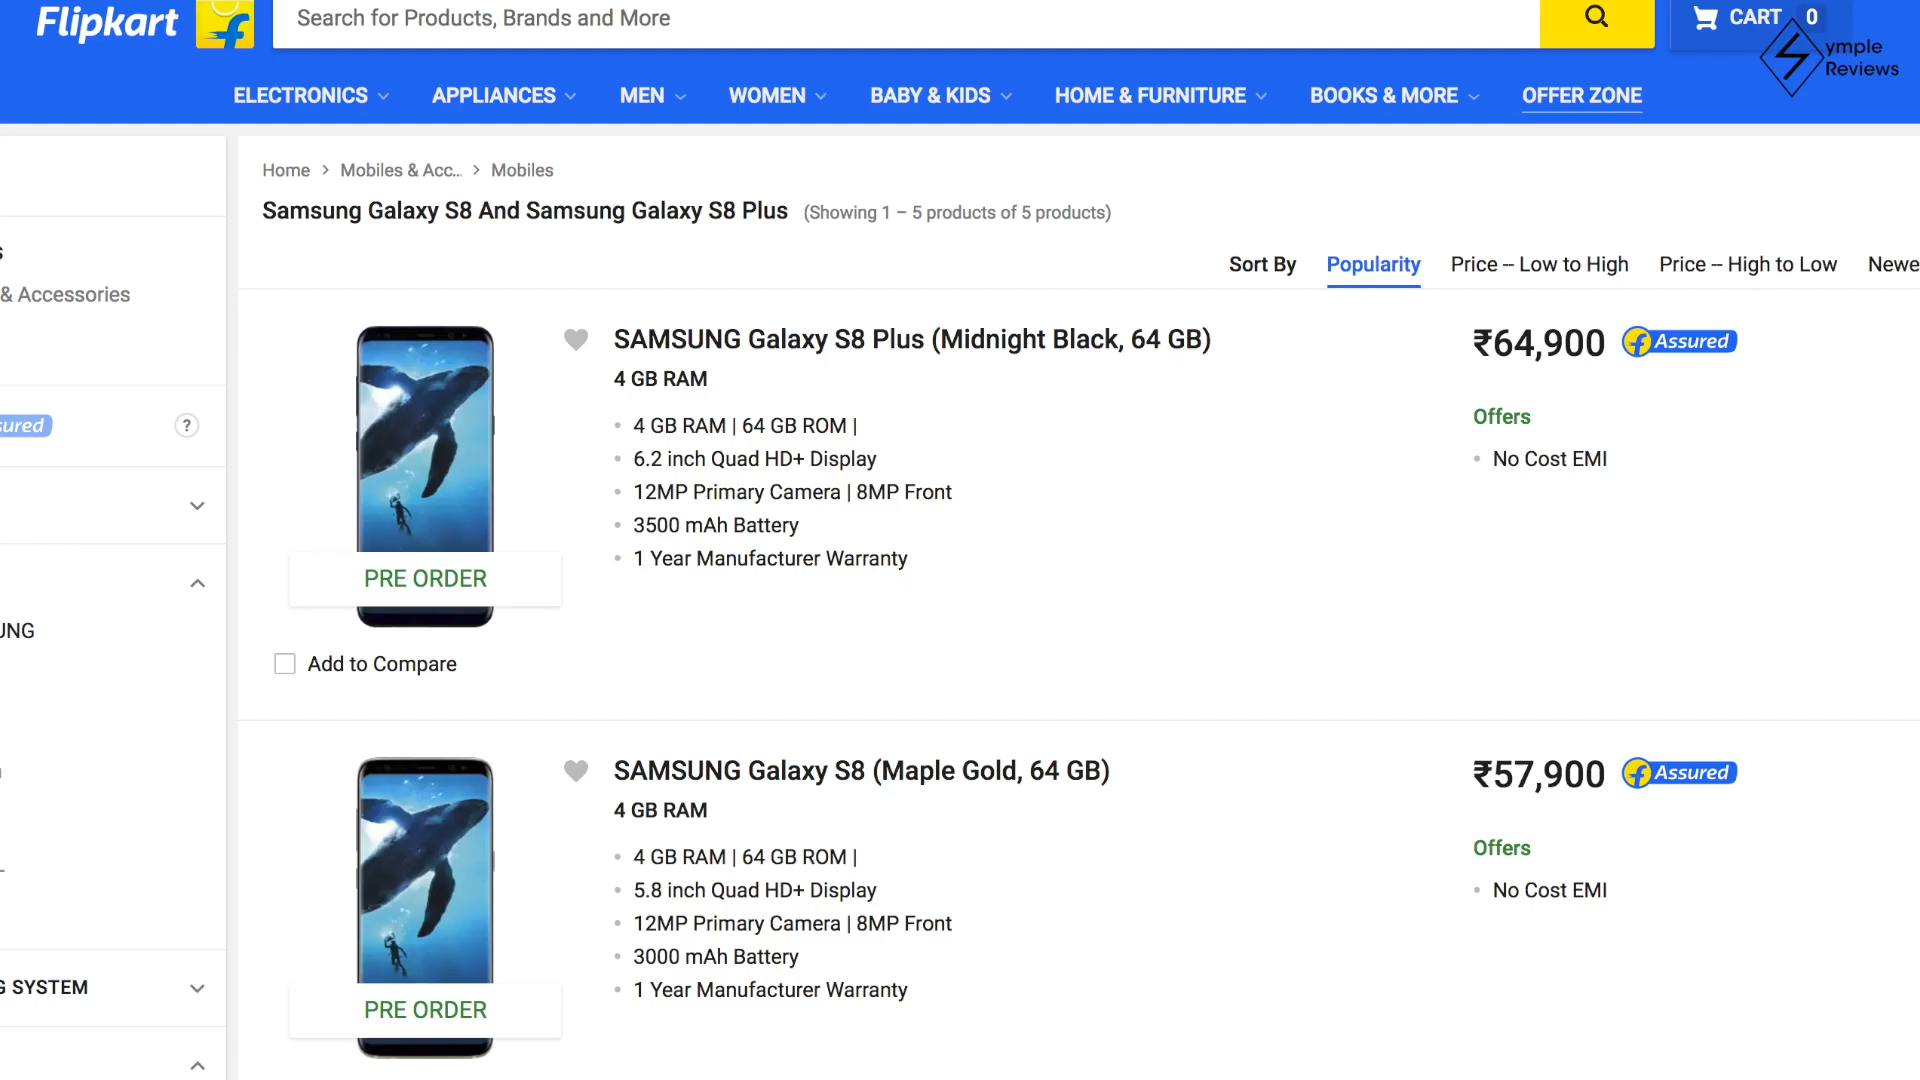 Flipkart
Search for Products, Brands and More
CART 0
ymple
Reviews
ELECTRONICS APPLIANCES MEN WOMEN BABY & KIDS HOME & FURNITURE BOOKS & MORE OFFER ZONE
Home > Mobiles & Acc... > Mobiles
Samsung Galaxy S8 And Samsung Galaxy S8 Plus (Showing 1 – 5 products of 5 products)
Sort By Popularity Price -- Low to High Price -- High to Low Newe
& Accessories
sured ?
UNG
G SYSTEM
SAMSUNG Galaxy S8 Plus (Midnight Black, 64 GB)
4 GB RAM
• 4 GB RAM | 64 GB ROM |
• 6.2 inch Quad HD+ Display
• 12MP Primary Camera | 8MP Front
• 3500 mAh Battery
• 1 Year Manufacturer Warranty
₹64,900 Assured
Offers
• No Cost EMI
PRE ORDER
Add to Compare
SAMSUNG Galaxy S8 (Maple Gold, 64 GB)
4 GB RAM
• 4 GB RAM | 64 GB ROM |
• 5.8 inch Quad HD+ Display
• 12MP Primary Camera | 8MP Front
• 3000 mAh Battery
• 1 Year Manufacturer Warranty
₹57,900 Assured
Offers
• No Cost EMI
PRE ORDER